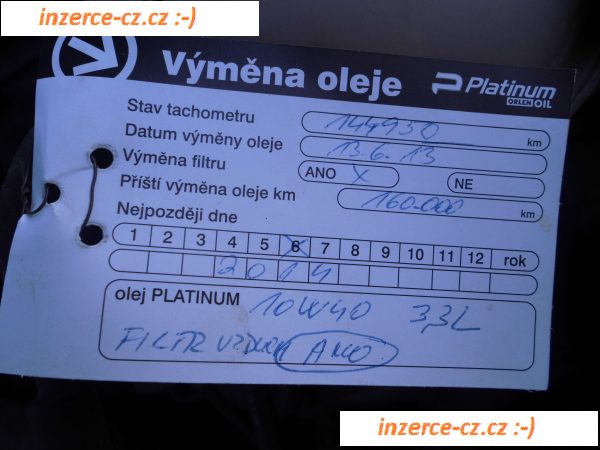 inzerce-cz.cz :-)
Výměna oleje
Platinum
ORLEN OIL
Stav tachometru 144950 km
Datum výměny oleje 13.6.13
Výměna filtru ANO X NE
Příští výměna oleje km 160.000 km
Nejpozději dne
1 2 3 4 5 6 7 8 9 10 11 12 rok
2014
olej PLATINUM 10W40 3,3L
FILTR VZDUCH ANO
inzerce-cz.cz :-)